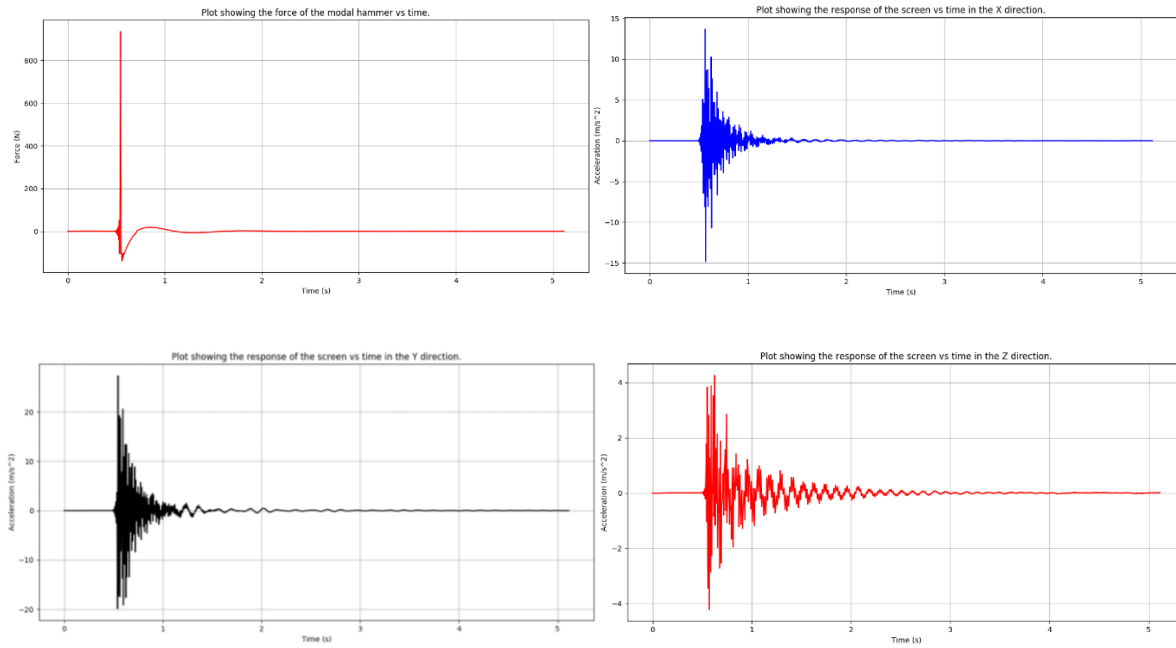 Plot showing the force of the modal hammer vs time.
800
600
400
200
0
Force (N)
0 1 2 3 4 5
Time (s)
Plot showing the response of the screen vs time in the X direction.
15
10
5
0
−5
−10
−15
Acceleration (m/s^2)
0 1 2 3 4 5
Time (s)
Plot showing the response of the screen vs time in the Y direction.
20
10
0
−10
−20
Acceleration (m/s^2)
0 1 2 3 4 5
Time (s)
Plot showing the response of the screen vs time in the Z direction.
4
2
0
−2
−4
Acceleration (m/s^2)
0 1 2 3 4 5
Time (s)